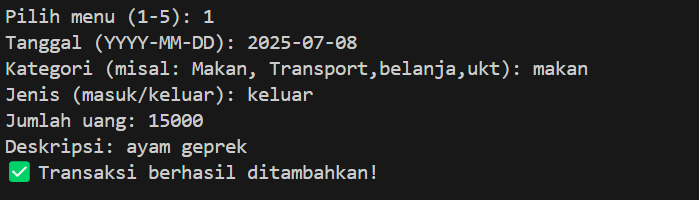 Pilih menu (1-5): 1
Tanggal (YYYY-MM-DD): 2025-07-08
Kategori (misal: Makan, Transport,belanja,ukt): makan
Jenis (masuk/keluar): keluar
Jumlah uang: 15000
Deskripsi: ayam geprek
✅ Transaksi berhasil ditambahkan!